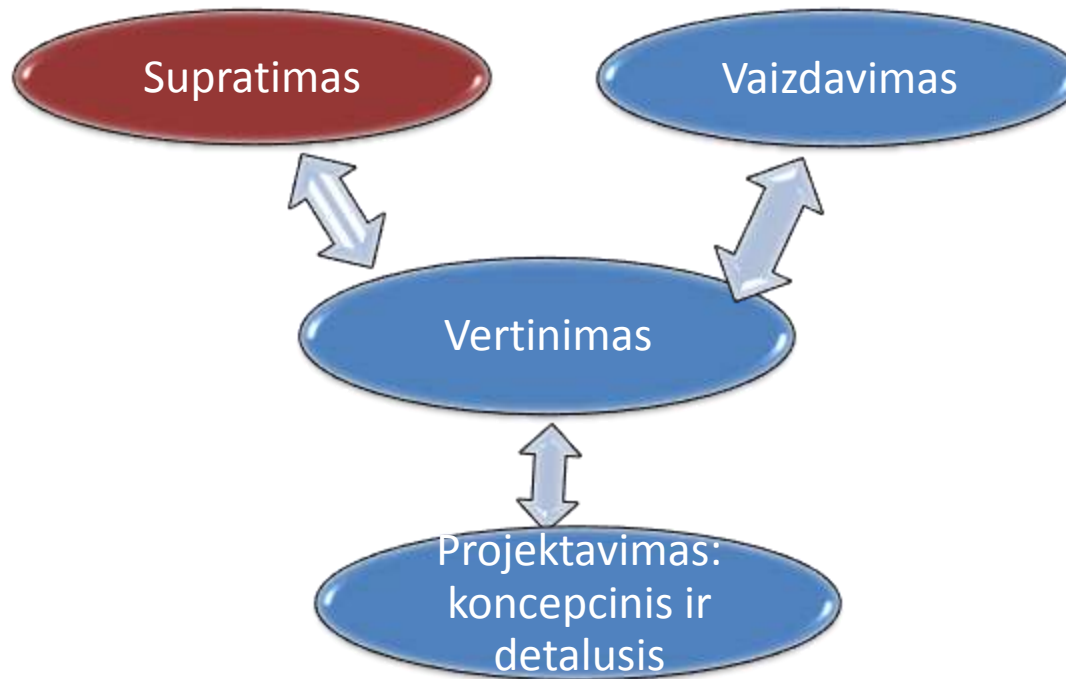 Supratimas
Vaizdavimas
Vertinimas
Projektavimas:
koncepcinis ir
detalusis